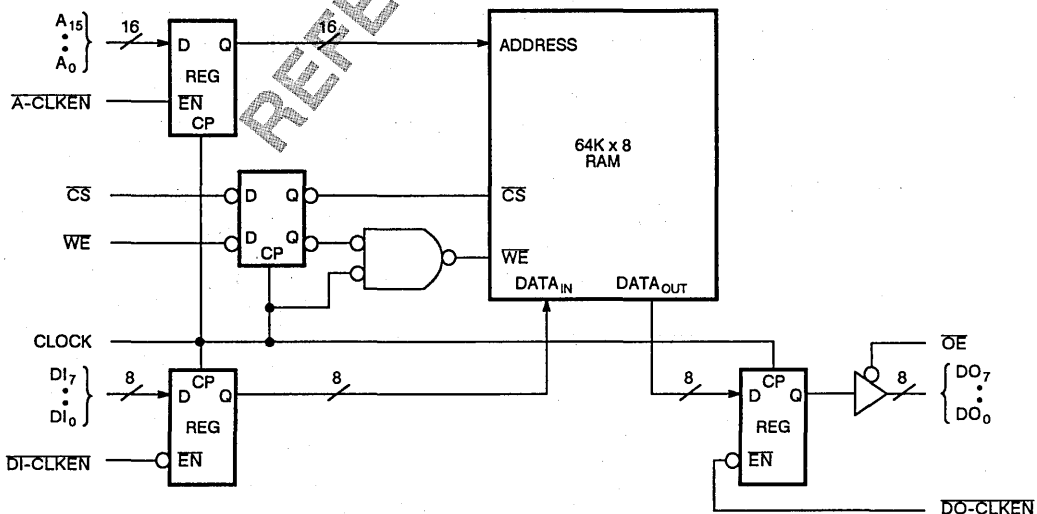 A15
A0
16
D Q
REG
EN
CP
16
A-CLKEN
ADDRESS
64K x 8
RAM
CS
D Q
CS
WE
D Q
CP
WE
DATAIN
DATAOUT
CLOCK
OE
DI7
DI0
8
CP
D Q
REG
EN
8
8
CP
D Q
REG
EN
8
DO7
DO0
DI-CLKEN
DO-CLKEN